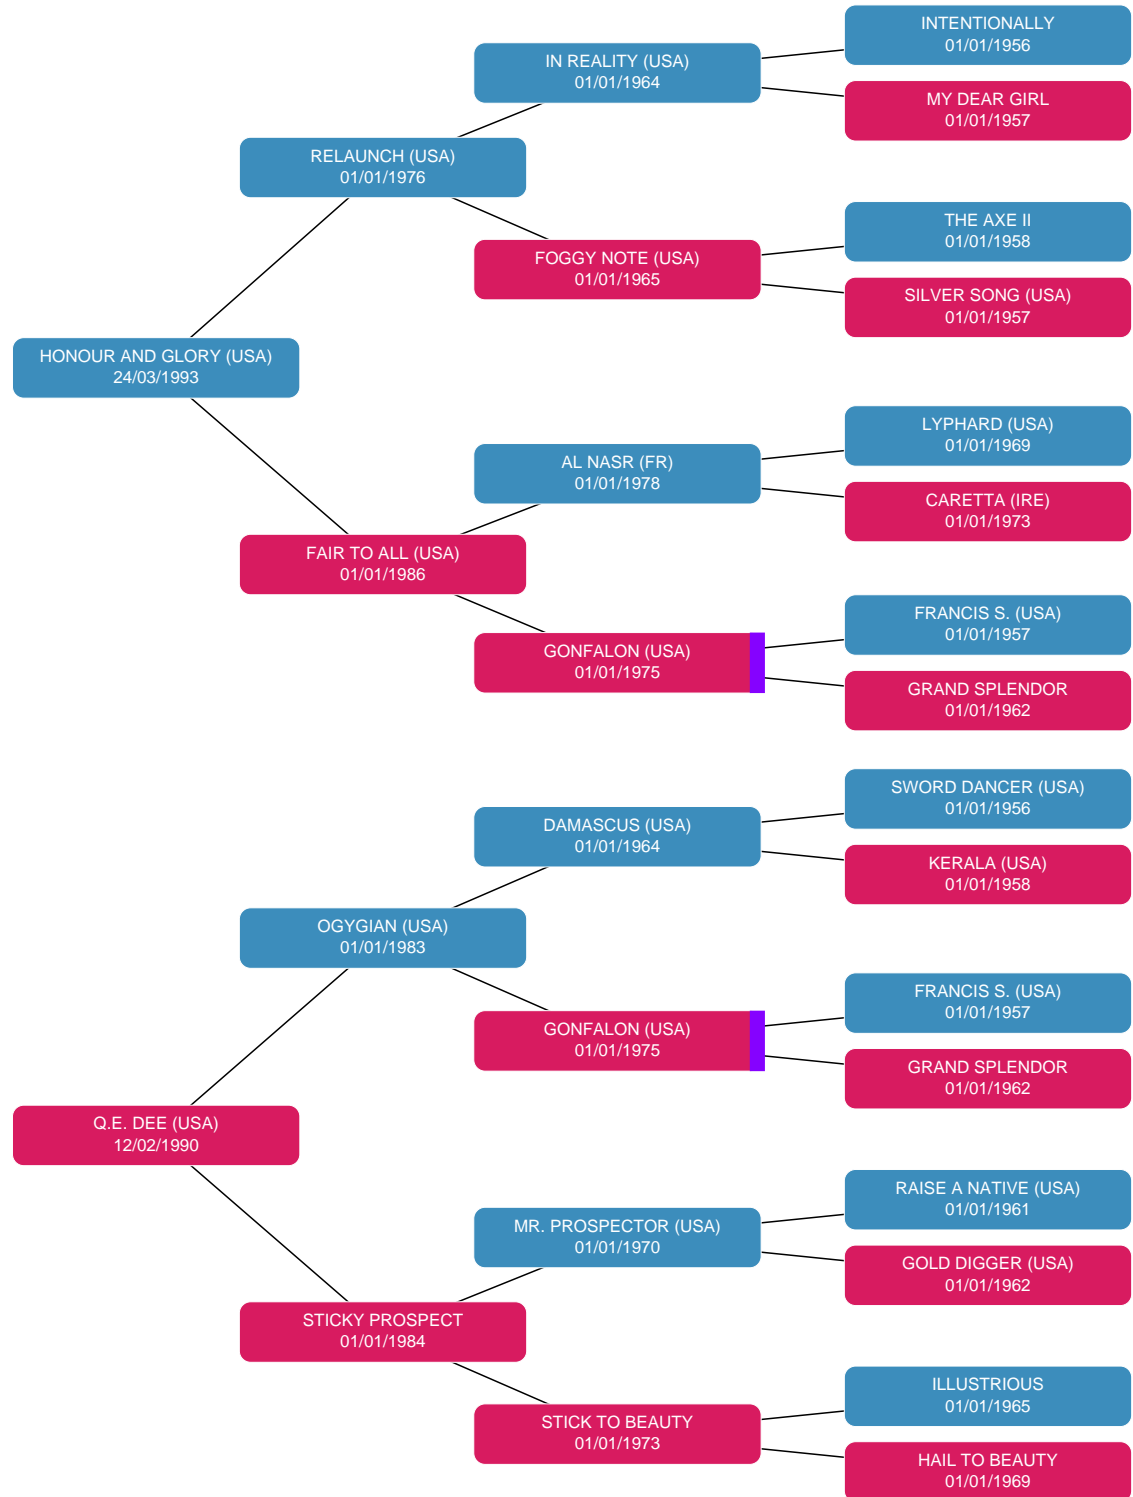 INTENTIONALLY
01/01/1956
IN REALITY (USA)
01/01/1964
MY DEAR GIRL
01/01/1957
RELAUNCH (USA)
01/01/1976
THE AXE II
01/01/1958
FOGGY NOTE (USA)
01/01/1965
SILVER SONG (USA)
01/01/1957
HONOUR AND GLORY (USA)
24/03/1993
LYPHARD (USA)
01/01/1969
AL NASR (FR)
01/01/1978
CARETTA (IRE)
01/01/1973
FAIR TO ALL (USA)
01/01/1986
FRANCIS S. (USA)
01/01/1957
GONFALON (USA)
01/01/1975
GRAND SPLENDOR
01/01/1962
SWORD DANCER (USA)
01/01/1956
DAMASCUS (USA)
01/01/1964
KERALA (USA)
01/01/1958
OGYGIAN (USA)
01/01/1983
FRANCIS S. (USA)
01/01/1957
GONFALON (USA)
01/01/1975
GRAND SPLENDOR
01/01/1962
Q.E. DEE (USA)
12/02/1990
RAISE A NATIVE (USA)
01/01/1961
MR. PROSPECTOR (USA)
01/01/1970
GOLD DIGGER (USA)
01/01/1962
STICKY PROSPECT
01/01/1984
ILLUSTRIOUS
01/01/1965
STICK TO BEAUTY
01/01/1973
HAIL TO BEAUTY
01/01/1969